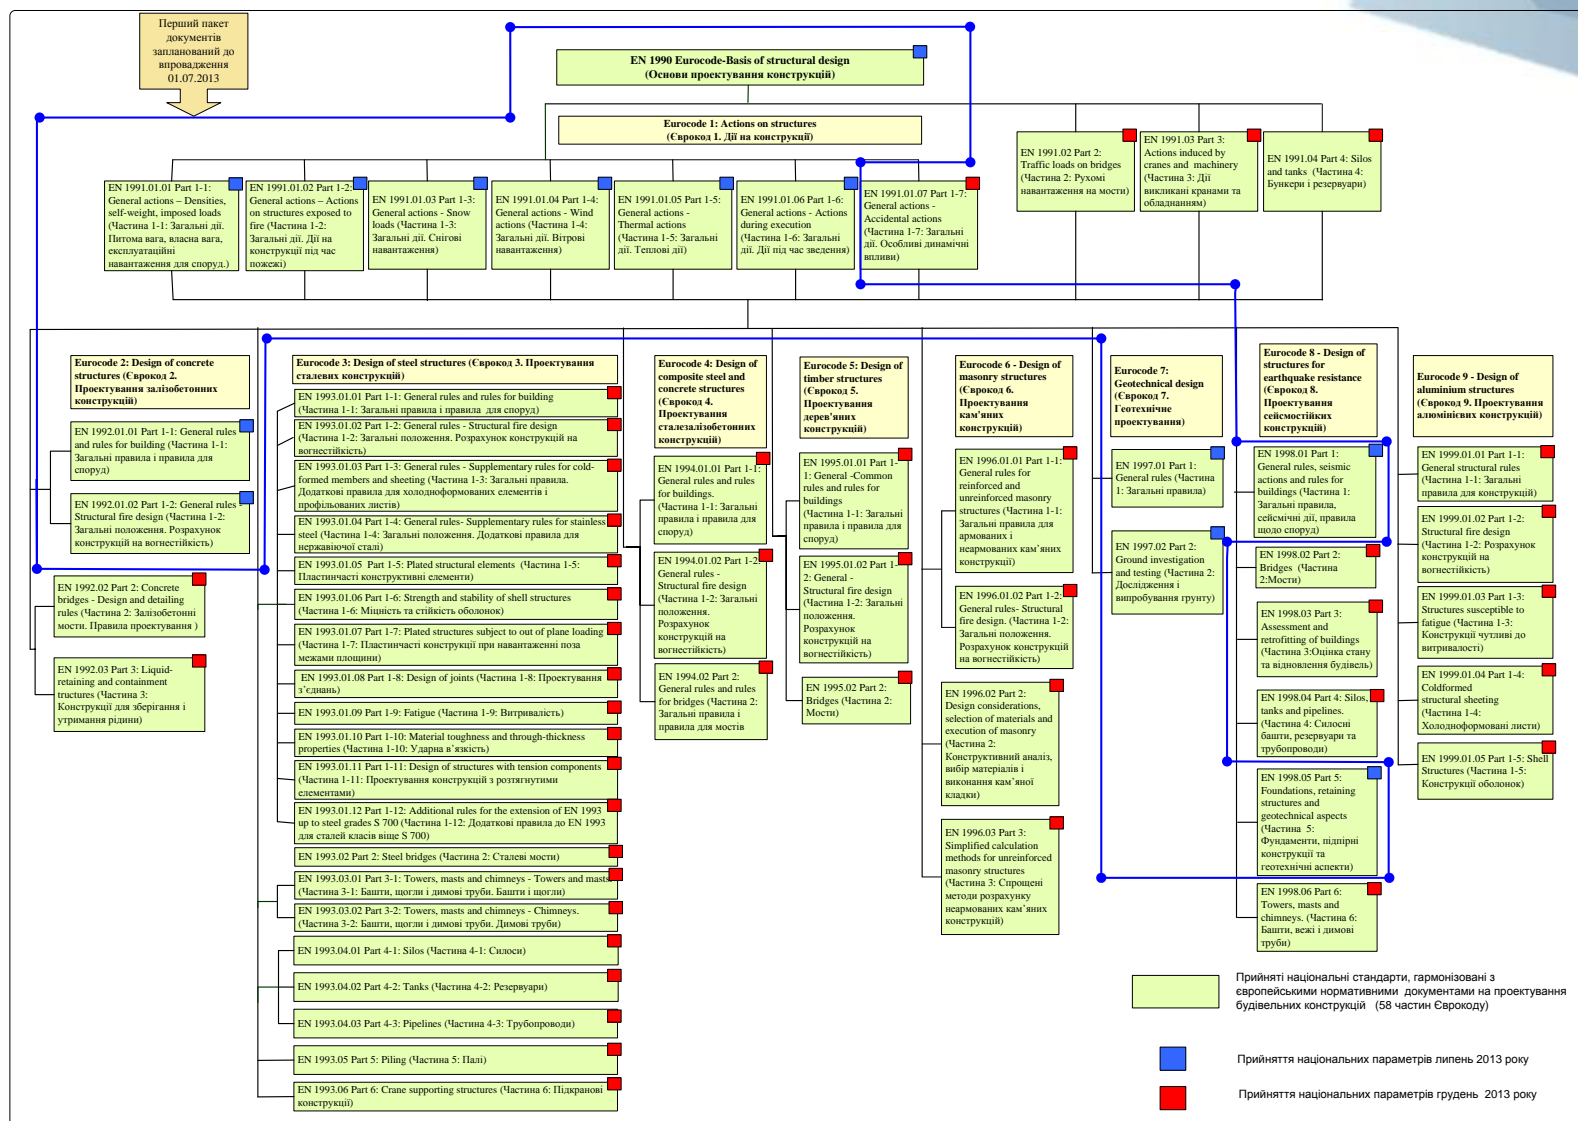 Перший пакет
документів
запланований до
впровадження
01.07.2013
EN 1990 Eurocode-Basis of structural design
(Основи проектування конструкцій)
Eurocode 1: Actions on structures
(Єврокод 1. Дії на конструкції)
EN 1991.01.01 Part 1-1:
General actions – Densities,
self-weight, imposed loads
(Частина 1-1: Загальні дії.
Питома вага, власна вага,
експлуатаційні
навантаження для споруд.)
EN 1991.01.02 Part 1-2:
General actions – Actions
on structures exposed to
fire (Частина 1-2:
Загальні дії. Дії на
конструкції під час
пожежі)
EN 1991.01.03 Part 1-3:
General actions - Snow
loads (Частина 1-3:
Загальні дії. Снігові
навантаження)
EN 1991.01.04 Part 1-4:
General actions - Wind
actions (Частина 1-4:
Загальні дії. Вітрові
навантаження)
EN 1991.01.05 Part 1-5:
General actions -
Thermal actions
(Частина 1-5: Загальні
дії. Теплові дії)
EN 1991.01.06 Part 1-6:
General actions - Actions
during execution
(Частина 1-6: Загальні
дії. Дії під час зведення)
EN 1991.01.07 Part 1-7:
General actions -
Accidental actions
(Частина 1-7: Загальні
дії. Особливі динамічні
впливи)
EN 1991.02 Part 2:
Traffic loads on bridges
(Частина 2: Рухомі
навантаження на мости)
EN 1991.03 Part 3:
Actions induced by
cranes and machinery
(Частина 3: Дії
викликані кранами та
обладнанням)
EN 1991.04 Part 4: Silos
and tanks (Частина 4:
Бункери і резервуари)
Eurocode 2: Design of concrete
structures (Єврокод 2.
Проектування залізобетонних
конструкцій)
EN 1992.01.01 Part 1-1: General rules
and rules for building (Частина 1-1:
Загальні правила і правила для
споруд)
EN 1992.01.02 Part 1-2: General rules -
Structural fire design (Частина 1-2:
Загальні положення. Розрахунок
конструкцій на вогнестійкість)
EN 1992.02 Part 2: Concrete
bridges - Design and detailing
rules (Частина 2: Залізобетонні
мости. Правила проектування )
EN 1992.03 Part 3: Liquid-
retaining and containment
tructures (Частина 3:
Конструкції для зберігання і
утримання рідини)
Eurocode 3: Design of steel structures (Єврокод 3. Проектування
сталевих конструкцій)
EN 1993.01.01 Part 1-1: General rules and rules for building
(Частина 1-1: Загальні правила і правила для споруд)
EN 1993.01.02 Part 1-2: General rules - Structural fire design
(Частина 1-2: Загальні положення. Розрахунок конструкцій на
вогнестійкість)
EN 1993.01.03 Part 1-3: General rules - Supplementary rules for cold-
formed members and sheeting (Частина 1-3: Загальні правила.
Додаткові правила для холодноформованих елементів і
профільованих листів)
EN 1993.01.04 Part 1-4: General rules- Supplementary rules for stainless
steel (Частина 1-4: Загальні положення. Додаткові правила для
нержавіючої сталі)
EN 1993.01.05 Part 1-5: Plated structural elements (Частина 1-5:
Пластинчасті конструктивні елементи)
EN 1993.01.06 Part 1-6: Strength and stability of shell structures
(Частина 1-6: Міцність та стійкість оболонок)
EN 1993.01.07 Part 1-7: Plated structures subject to out of plane loading
(Частина 1-7: Пластинчасті конструкції при навантаженні поза
межами площини)
EN 1993.01.08 Part 1-8: Design of joints (Частина 1-8: Проектування
з’єднань)
EN 1993.01.09 Part 1-9: Fatigue (Частина 1-9: Витривалість)
EN 1993.01.10 Part 1-10: Material toughness and through-thickness
properties (Частина 1-10: Ударна в’язкість)
EN 1993.01.11 Part 1-11: Design of structures with tension components
(Частина 1-11: Проектування конструкцій з розтягнутими
елементами)
EN 1993.01.12 Part 1-12: Additional rules for the extension of EN 1993
up to steel grades S 700 (Частина 1-12: Додаткові правила до EN 1993
для сталей класів віще S 700)
EN 1993.02 Part 2: Steel bridges (Частина 2: Сталеві мости)
EN 1993.03.01 Part 3-1: Towers, masts and chimneys - Towers and masts.
(Частина 3-1: Башти, щогли і димові труби. Башти і щогли)
EN 1993.03.02 Part 3-2: Towers, masts and chimneys - Chimneys.
(Частина 3-2: Башти, щогли і димові труби. Димові труби)
EN 1993.04.01 Part 4-1: Silos (Частина 4-1: Силоси)
EN 1993.04.02 Part 4-2: Tanks (Частина 4-2: Резервуари)
EN 1993.04.03 Part 4-3: Pipelines (Частина 4-3: Трубопроводи)
EN 1993.05 Part 5: Piling (Частина 5: Палі)
EN 1993.06 Part 6: Crane supporting structures (Частина 6: Підкранові
конструкції)
Eurocode 4: Design of
composite steel and
concrete structures
(Єврокод 4.
Проектування
сталезалізобетонних
конструкцій)
EN 1994.01.01 Part 1-1:
General rules and rules
for buildings.
(Частина 1-1: Загальні
правила і правила для
споруд)
EN 1994.01.02 Part 1-2:
General rules -
Structural fire design
(Частина 1-2: Загальні
положення.
Розрахунок
конструкцій на
вогнестійкість)
EN 1994.02 Part 2:
General rules and rules
for bridges (Частина 2:
Загальні правила і
правила для мостів
Eurocode 5: Design of
timber structures
(Єврокод 5.
Проектування
дерев'яних
конструкцій)
EN 1995.01.01 Part 1-
1: General -Common
rules and rules for
buildings
(Частина 1-1: Загальні
правила і правила для
споруд)
EN 1995.01.02 Part 1-
2: General -
Structural fire design
(Частина 1-2: Загальні
положення.
Розрахунок
конструкцій на
вогнестійкість)
EN 1995.02 Part 2:
Bridges (Частина 2:
Мости)
Eurocode 6 - Design of
masonry structures
(Єврокод 6.
Проектування
кам’яних
конструкцій)
EN 1996.01.01 Part 1-1:
General rules for
reinforced and
unreinforced masonry
structures (Частина 1-1:
Загальні правила для
армованих і
неармованих кам’яних
конструкції)
EN 1996.01.02 Part 1-2:
General rules- Structural
fire design. (Частина 1-2:
Загальні положення.
Розрахунок конструкцій
на вогнестійкість)
EN 1996.02 Part 2:
Design considerations,
selection of materials and
execution of masonry
(Частина 2:
Конструктивний аналіз,
вибір матеріалів і
виконання кам’яної
кладки)
EN 1996.03 Part 3:
Simplified calculation
methods for unreinforced
masonry structures
(Частина 3: Спрощені
методи розрахунку
неармованих кам’яних
конструкцій)
Eurocode 7:
Geotechnical design
(Єврокод 7.
Геотехнічне
проектування)
EN 1997.01 Part 1:
General rules (Частина
1: Загальні правила)
EN 1997.02 Part 2:
Ground investigation
and testing (Частина 2:
Дослідження і
випробування грунту)
Eurocode 8 - Design of
structures for
earthquake resistance
(Єврокод 8.
Проектування
сейсмостійких
конструкцій)
EN 1998.01 Part 1:
General rules, seismic
actions and rules for
buildings (Частина 1:
Загальні правила,
сейсмічні дії, правила
щодо споруд)
EN 1998.02 Part 2:
Bridges (Частина
2:Мости)
EN 1998.03 Part 3:
Assessment and
retrofitting of buildings
(Частина 3:Оцінка стану
та відновлення будівель)
EN 1998.04 Part 4: Silos,
tanks and pipelines.
(Частина 4: Силосні
башти, резервуари та
трубопроводи)
EN 1998.05 Part 5:
Foundations, retaining
structures and
geotechnical aspects
(Частина 5:
Фундаменти, підпірні
конструкції та
геотехнічні аспекти)
EN 1998.06 Part 6:
Towers, masts and
chimneys. (Частина 6:
Башти, вежі і димові
труби)
Eurocode 9 - Design of
aluminium structures
(Єврокод 9. Проектування
алюмінієвих конструкцій)
EN 1999.01.01 Part 1-1:
General structural rules
(Частина 1-1: Загальні
правила для конструкцій)
EN 1999.01.02 Part 1-2:
Structural fire design
(Частина 1-2: Розрахунок
конструкцій на
вогнестійкість)
EN 1999.01.03 Part 1-3:
Structures susceptible to
fatigue (Частина 1-3:
Конструкції чутливі до
витривалості)
EN 1999.01.04 Part 1-4:
Coldformed
structural sheeting
(Частина 1-4:
Холодноформовані листи)
EN 1999.01.05 Part 1-5: Shell
Structures (Частина 1-5:
Конструкції оболонок)
Прийняті національні стандарти, гармонізовані з
європейськими нормативними документами на проектування
будівельних конструкцій (58 частин Єврокоду)
Прийняття національних параметрів липень 2013 року
Прийняття національних параметрів грудень 2013 року